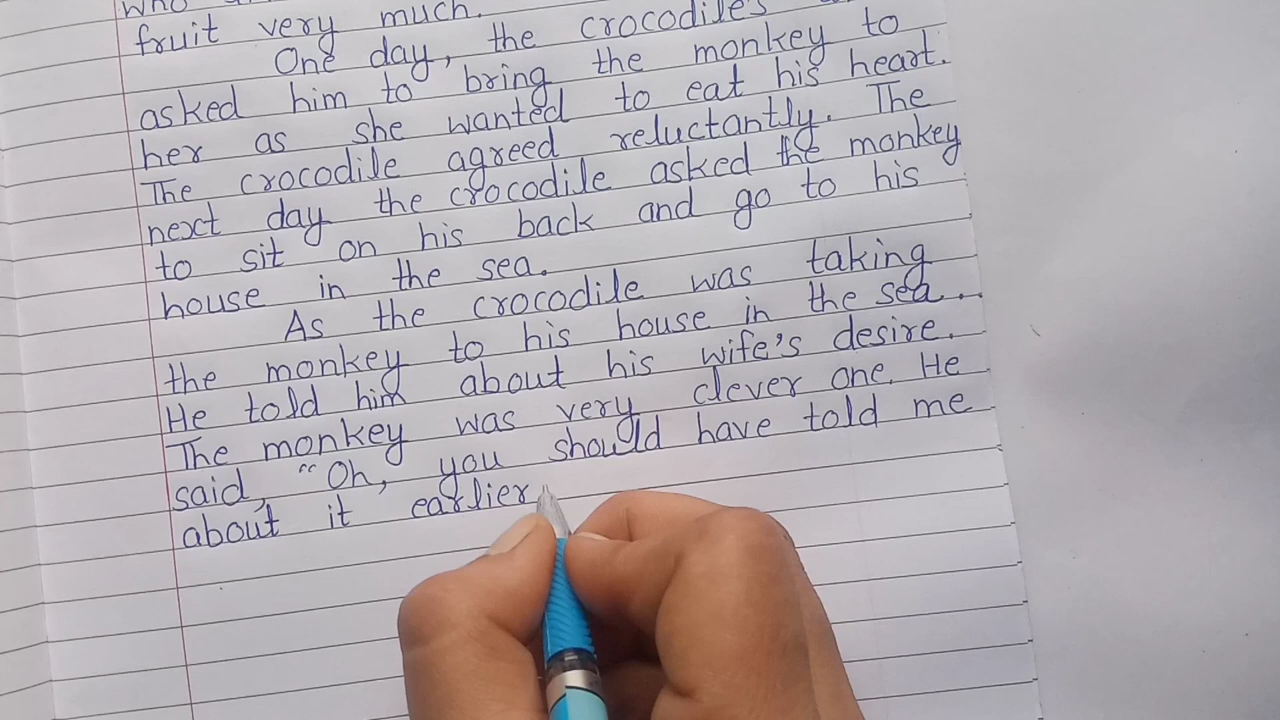 who
fruit very much.
One day, the crocodile's
asked him to bring the monkey to
her as she wanted to eat his heart.
The crocodile agreed reluctantly. The
next day the crocodile asked the monkey
to sit on his back and go to his
house in the sea.
As the crocodile was taking
the monkey to his house in the sea.
He told him about his wife's desire.
The monkey was very clever one. He
said, "Oh, you should have told me
about it earlier